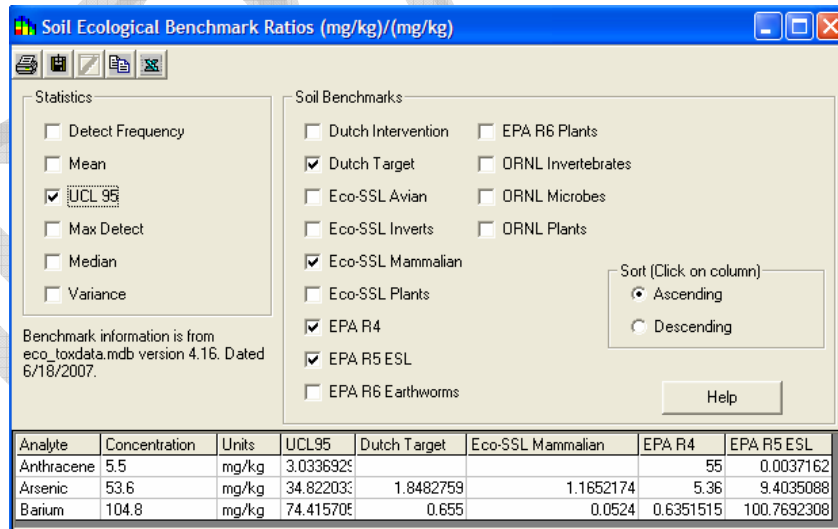 Soil Ecological Benchmark Ratios (mg/kg)/(mg/kg)
Statistics
Detect Frequency
Mean
UCL 95
Max Detect
Median
Variance
Benchmark information is from
eco_toxdata.mdb version 4.16. Dated
6/18/2007.
Soil Benchmarks
Dutch Intervention
Dutch Target
Eco-SSL Avian
Eco-SSL Inverts
Eco-SSL Mammalian
Eco-SSL Plants
EPA R4
EPA R5 ESL
EPA R6 Earthworms
EPA R6 Plants
ORNL Invertebrates
ORNL Microbes
ORNL Plants
Sort (Click on column)
Ascending
Descending
Help
Analyte Concentration Units UCL95 Dutch Target Eco-SSL Mammalian EPA R4 EPA R5 ESL
Anthracene 5.5 mg/kg 3.0336929 55 0.0037162
Arsenic 53.6 mg/kg 34.822033 1.8482759 1.1652174 5.36 9.4035088
Barium 104.8 mg/kg 74.415705 0.655 0.0524 0.6351515 100.7692308